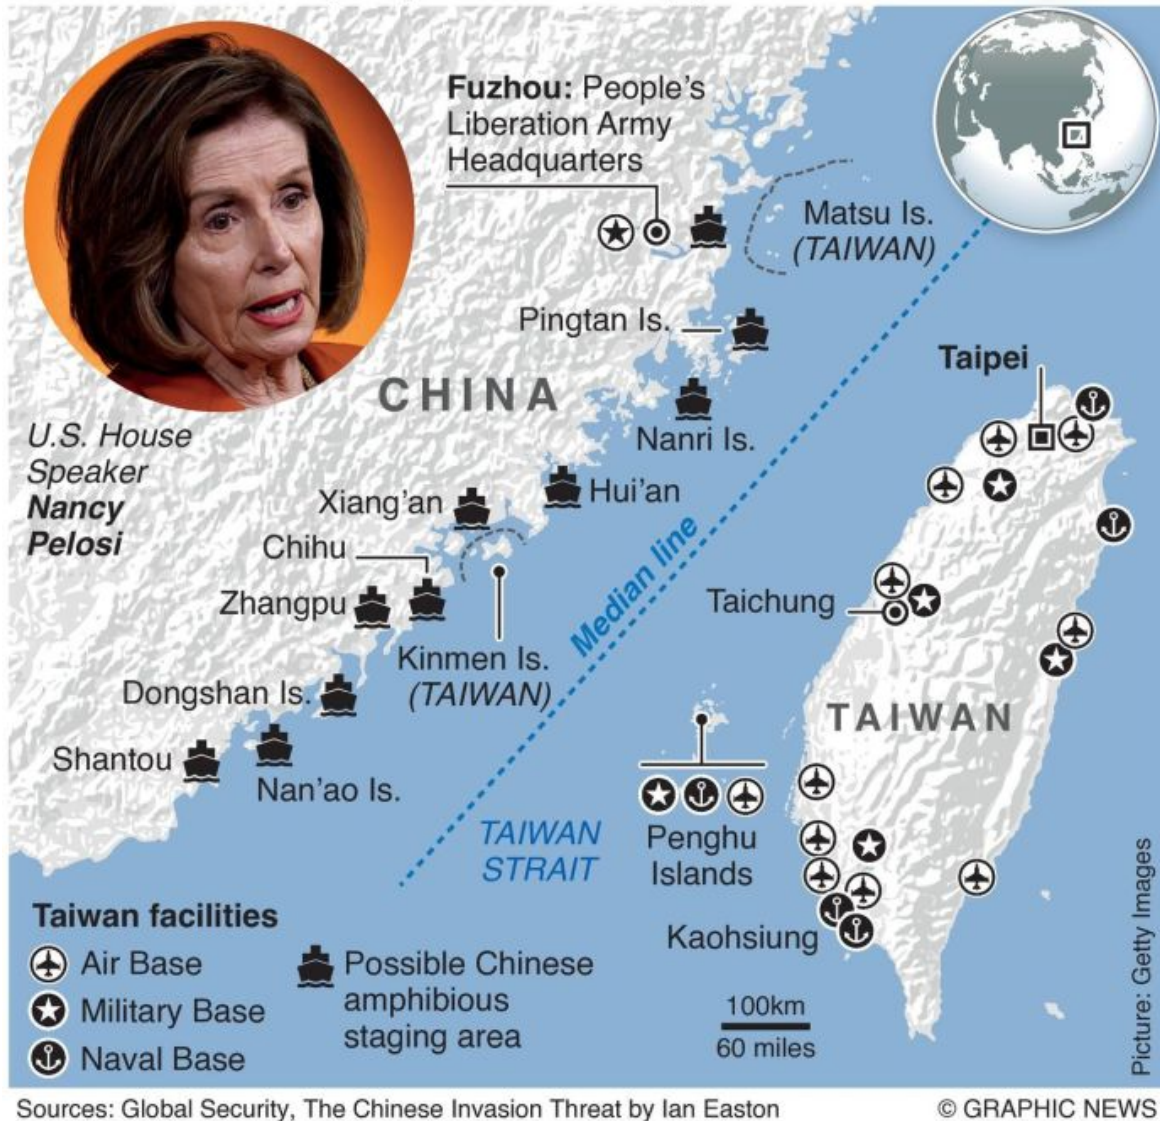 Fuzhou: People's
Liberation Army
Headquarters
Matsu Is.
(TAIWAN)
Pingtan Is.
CHINA
Taipei
Nanri Is.
U.S. House
Speaker
Nancy
Pelosi
Hui'an
Xiang'an
Chihu
Zhangpu
Median line
Taichung
Kinmen Is.
(TAIWAN)
Dongshan Is.
TAIWAN
Shantou
Nan'ao Is.
TAIWAN
STRAIT
Penghu
Islands
Kaohsiung
Taiwan facilities
Air Base
Military Base
Naval Base
Possible Chinese
amphibious
staging area
100km
60 miles
Picture: Getty Images
Sources: Global Security, The Chinese Invasion Threat by Ian Easton
© GRAPHIC NEWS